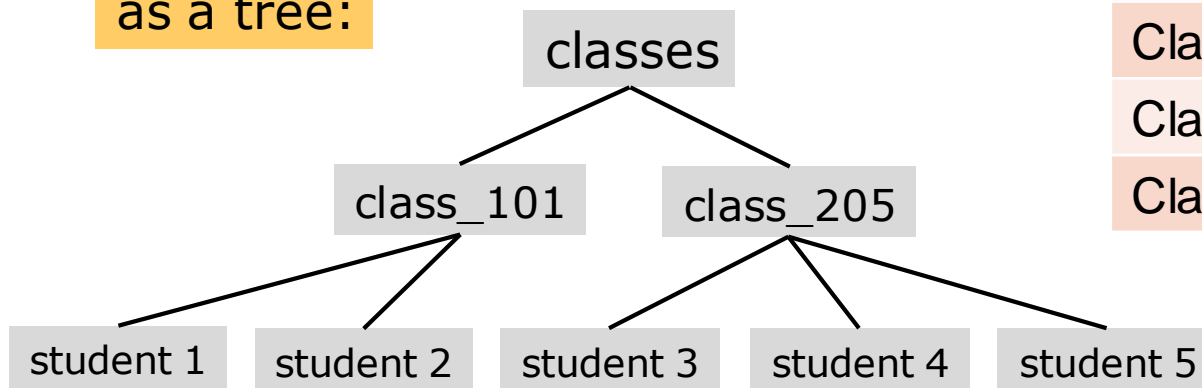 as a tree:
classes
class_101
class_205
student 1
student 2
student 3
student 4
student 5